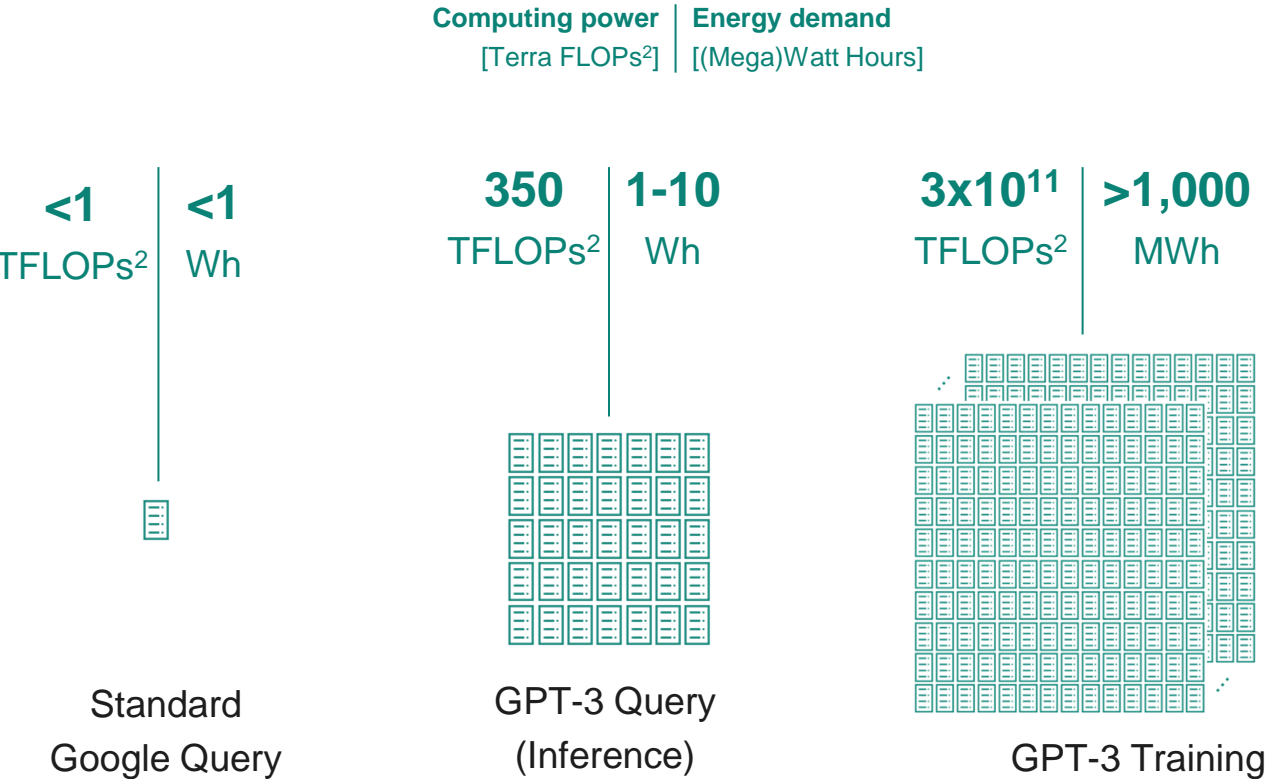 Computing power Energy demand
[Terra FLOPs²] [(Mega)Watt Hours]
<1 <1
TFLOPs² Wh
350 1-10
TFLOPs² Wh
3x10¹¹ >1,000
TFLOPs² MWh
Standard
Google Query
GPT-3 Query
(Inference)
GPT-3 Training